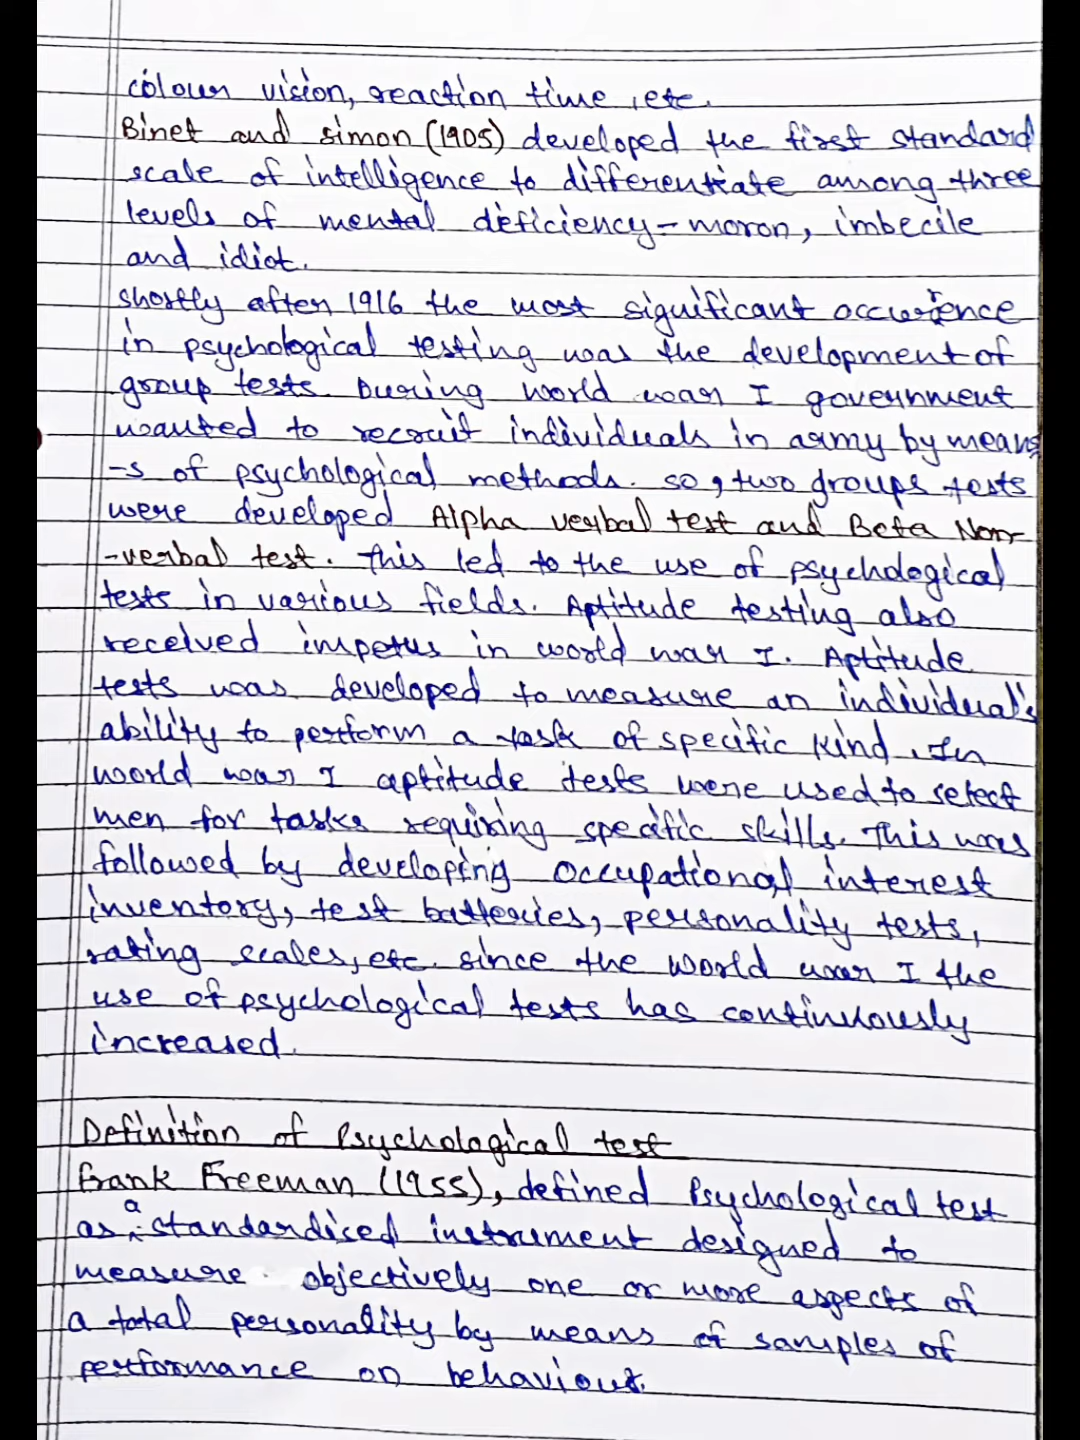 colour vision, reaction time, etc.
Binet and simon (1905) developed the first standard
scale of intelligence to differentiate among three
levels of mental deficiency - moron, imbecile
and idiot.
Shortly after 1916 the most significant occurrence
in psychological testing was the development of
group tests. During world war I government
wanted to recruit individuals in army by mean
-s of psychological methods. so, two groups tests
were developed Alpha verbal test and Beta Non-
-verbal test. This led to the use of psychological
tests in various fields. Aptitude testing also
received impetus in world war I. Aptitude
tests was developed to measure an individual's
ability to perform a task of specific kind. In
world war I aptitude tests were used to select
men for tasks requiring specific skills. This was
followed by developing occupational interest
inventory, test batteries, personality tests,
rating scales, etc. since the world war I the
use of psychological tests has continuously
increased.
Definition of Psychological test
Frank Freeman (1955), defined Psychological test
as a standardised instrument designed to
measure objectively one or more aspects of
a total personality by means of samples of
performance on behaviour.